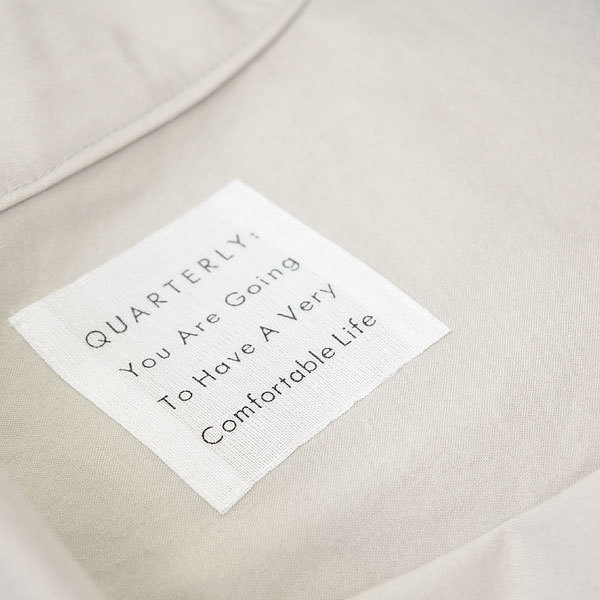 QUARTERLY:
You Are Going
To Have A Very
Comfortable Life